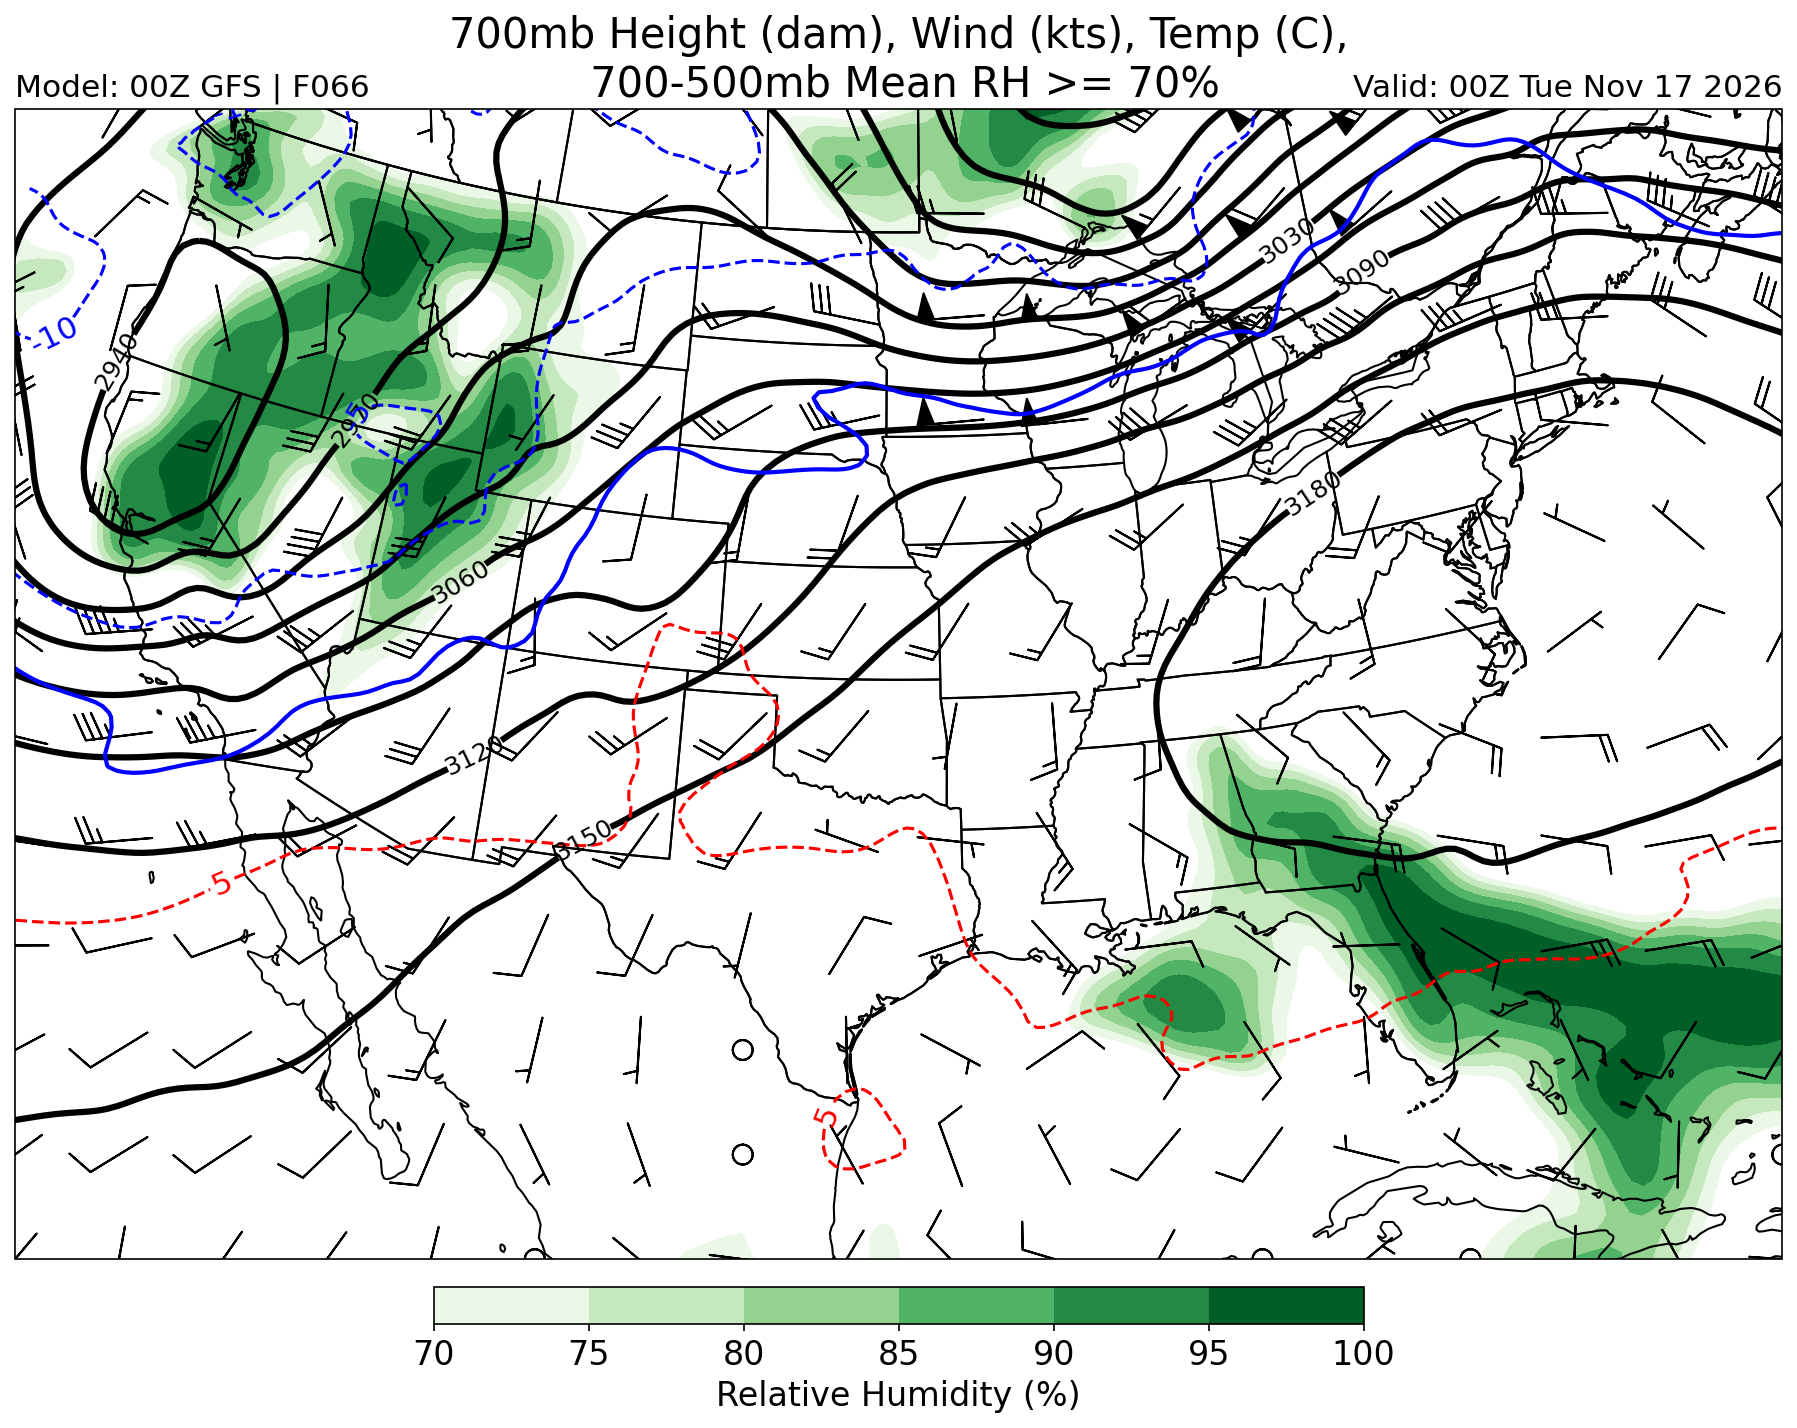 700mb Height (dam), Wind (kts), Temp (C),
700-500mb Mean RH >= 70%
Model: 00Z GFS | F066
Valid: 00Z Tue Nov 17 2026
3030
3090
-10
2940
2970
-5
3180
3060
3120
3150
5
5
70 75 80 85 90 95 100
Relative Humidity (%)